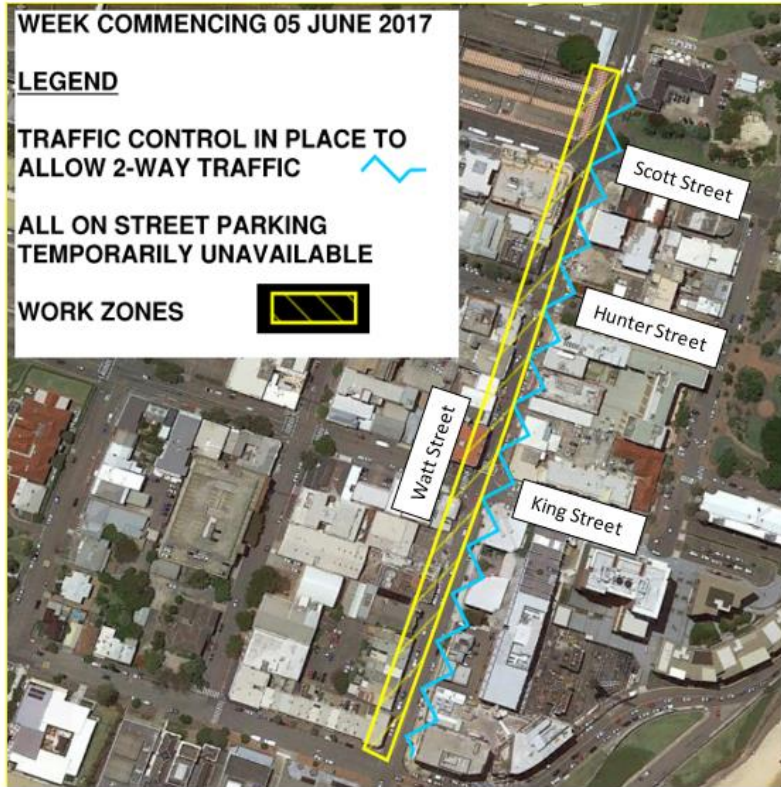 WEEK COMMENCING 05 JUNE 2017
LEGEND
TRAFFIC CONTROL IN PLACE TO
ALLOW 2-WAY TRAFFIC
ALL ON STREET PARKING
TEMPORARILY UNAVAILABLE
WORK ZONES
Scott Street
Hunter Street
Watt Street
King Street